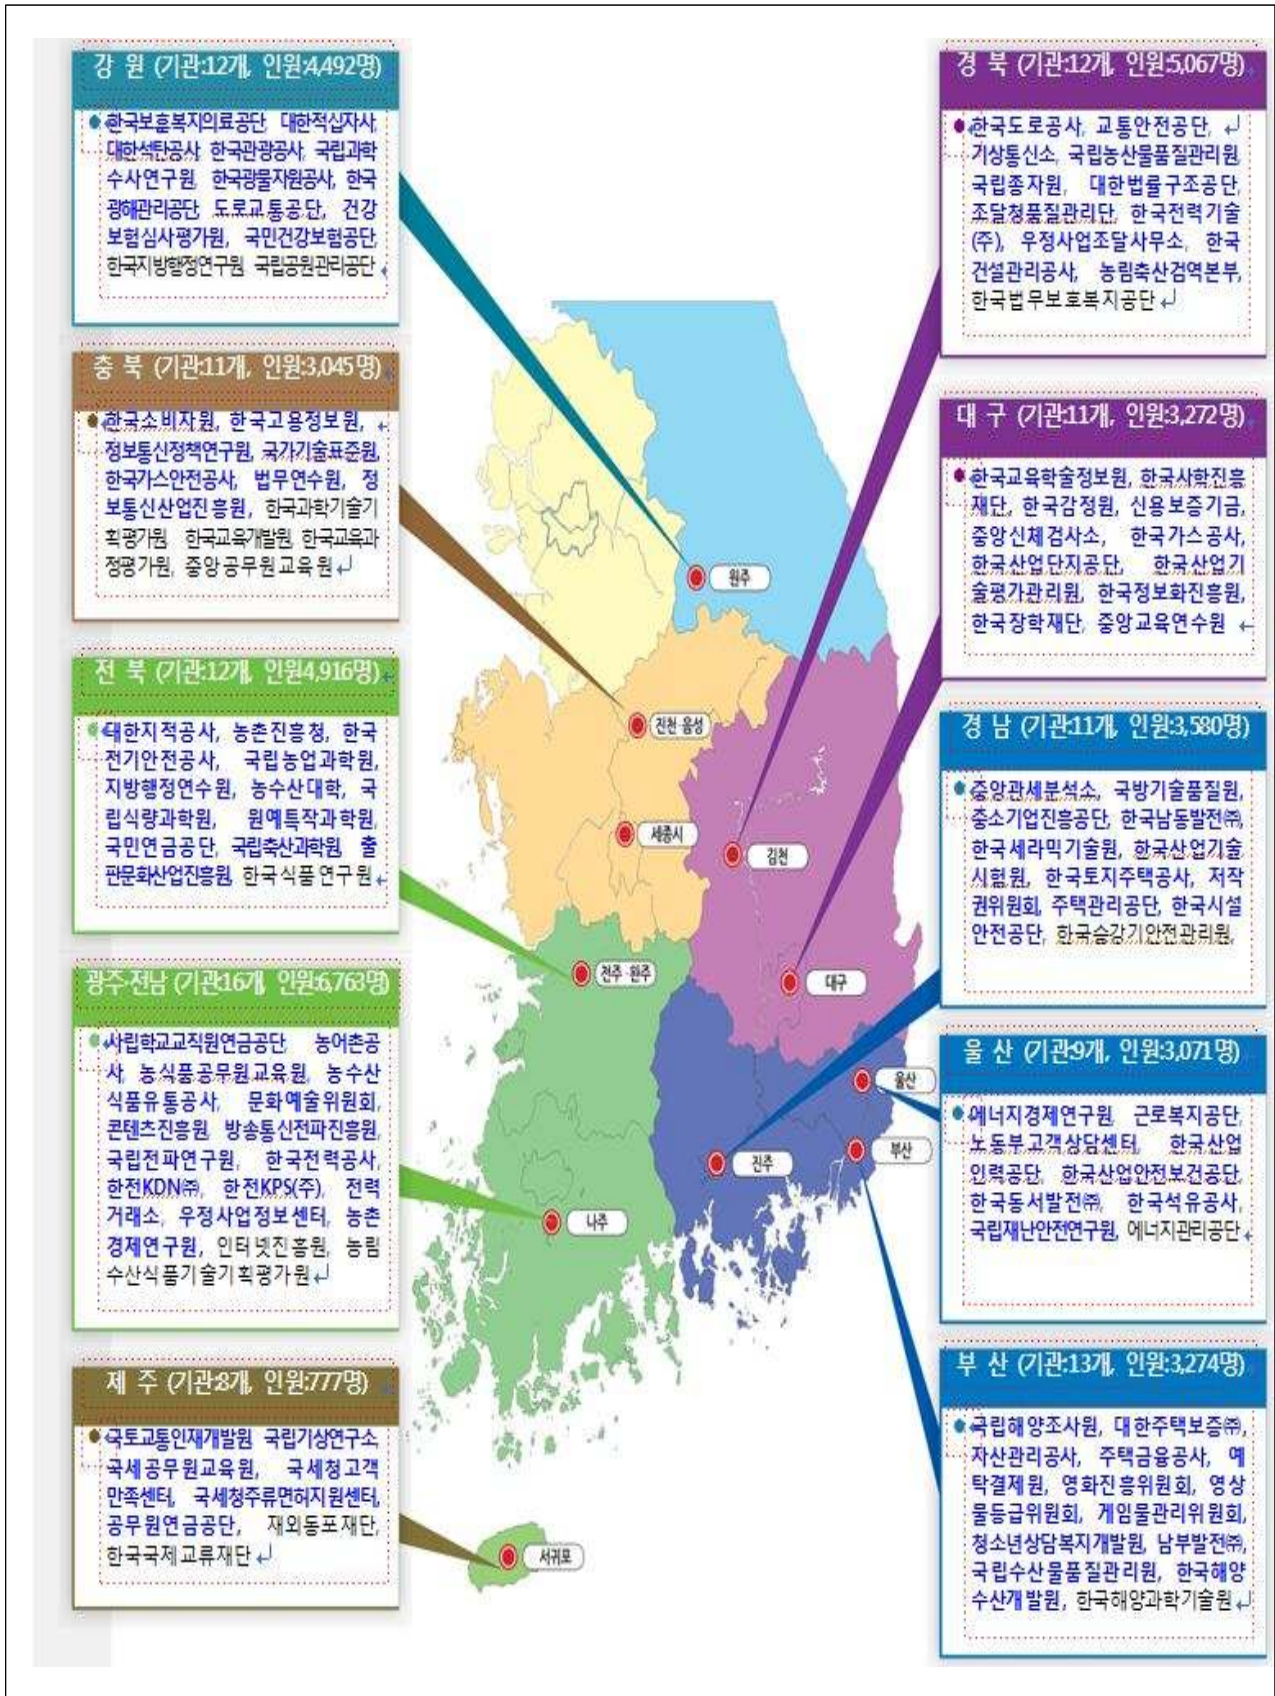 강 원 (기관:12개, 인원:4,492명)
한국보훈복지의료공단, 대한적십자사,
대한석탄공사, 한국관광공사, 국립과학
수사연구원, 한국광물자원공사, 한국
광해관리공단, 도로교통공단, 건강
보험심사평가원, 국민건강보험공단,
한국지방행정연구원, 국립공원관리공단
충 북 (기관:11개, 인원:3,045명)
한국소비자원, 한국고용정보원,
정보통신정책연구원, 국가기술표준원,
한국가스안전공사, 법무연수원, 정
보통신산업진흥원, 한국과학기술기
획평가원, 한국교육개발원, 한국교육과
정평가원, 중앙공무원교육원
전 북 (기관:12개, 인원4,916명)
대한지적공사, 농촌진흥청, 한국
전기안전공사, 국립농업과학원,
지방행정연수원, 농수산대학, 국
립식량과학원, 원예특작과학원,
국민연금공단, 국립축산과학원, 출
판문화산업진흥원, 한국식품연구원
광주·전남 (기관:16개, 인원:6,763명)
사립학교교직원연금공단, 농어촌공
사, 농식품공무원교육원, 농수산
식품유통공사, 문화예술위원회,
콘텐츠진흥원, 방송통신전파진흥원,
국립전파연구원, 한국전력공사,
한전KDN㈜, 한전KPS(주), 전력
거래소, 우정사업정보센터, 농촌
경제연구원, 인터넷진흥원, 농림
수산식품기술기획평가원
제 주 (기관:8개, 인원:777명)
국토교통인재개발원, 국립기상연구소,
국세공무원교육원, 국세청고객
만족센터, 국세청주류면허지원센터,
공무원연금공단, 재외동포재단,
한국국제교류재단
경 북 (기관:12개, 인원:5,067명)
한국도로공사, 교통안전공단,
기상통신소, 국립농산물품질관리원,
국립종자원, 대한법률구조공단,
조달청품질관리단, 한국전력기술
(주), 우정사업조달사무소, 한국
건설관리공사, 농림축산검역본부,
한국법무보호복지공단
대 구 (기관:11개, 인원:3,272명)
한국교육학술정보원, 한국사학진흥
재단, 한국감정원, 신용보증기금,
중앙신체검사소, 한국가스공사,
한국산업단지공단, 한국산업기
술평가관리원, 한국정보화진흥원,
한국장학재단, 중앙교육연수원
경 남 (기관:11개, 인원:3,580명)
중앙관세분석소, 국방기술품질원,
중소기업진흥공단, 한국남동발전㈜,
한국세라믹기술원, 한국산업기술
시험원, 한국토지주택공사, 저작
권위원회, 주택관리공단, 한국시설
안전공단, 한국승강기안전관리원,
울 산 (기관:9개, 인원:3,071명)
에너지경제연구원, 근로복지공단,
노동부고객상담센터, 한국산업
인력공단, 한국산업안전보건공단,
한국동서발전㈜, 한국석유공사,
국립재난안전연구원, 에너지관리공단
부 산 (기관:13개, 인원:3,274명)
국립해양조사원, 대한주택보증㈜,
자산관리공사, 주택금융공사, 예
탁결제원, 영화진흥위원회, 영상
물등급위원회, 게임물관리위원회,
청소년상담복지개발원, 남부발전㈜,
국립수산물품질관리원, 한국해양
수산개발원, 한국해양과학기술원
원주
진천·음성
세종시
김천
전주·완주
대구
울산
부산
진주
나주
서귀포